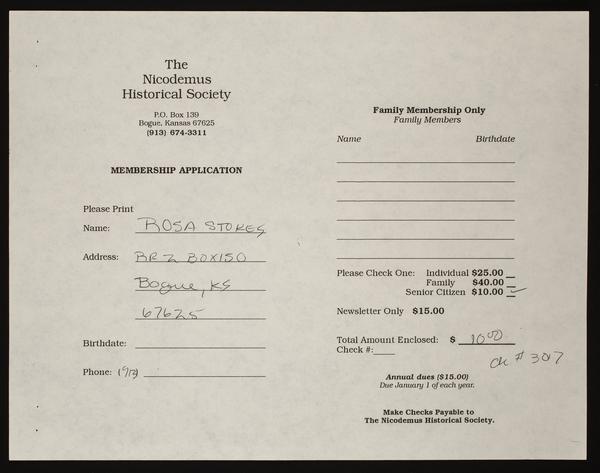 The
Nicodemus
Historical Society
P.O. Box 139
Bogue, Kansas 67625
(913) 674-3311
MEMBERSHIP APPLICATION
Please Print
Name: ROSA STOKES
Address: RR 2 BOX 150
Bogue, KS
67625
Birthdate:
Phone: (913)
Family Membership Only
Family Members
Name Birthdate
Please Check One: Individual $25.00
Family $40.00
Senior Citizen $10.00 ✓
Newsletter Only $15.00
Total Amount Enclosed: $ 10.00
Check #:
Ck # 3017
Annual dues ($15.00)
Due January 1 of each year.
Make Checks Payable to
The Nicodemus Historical Society.